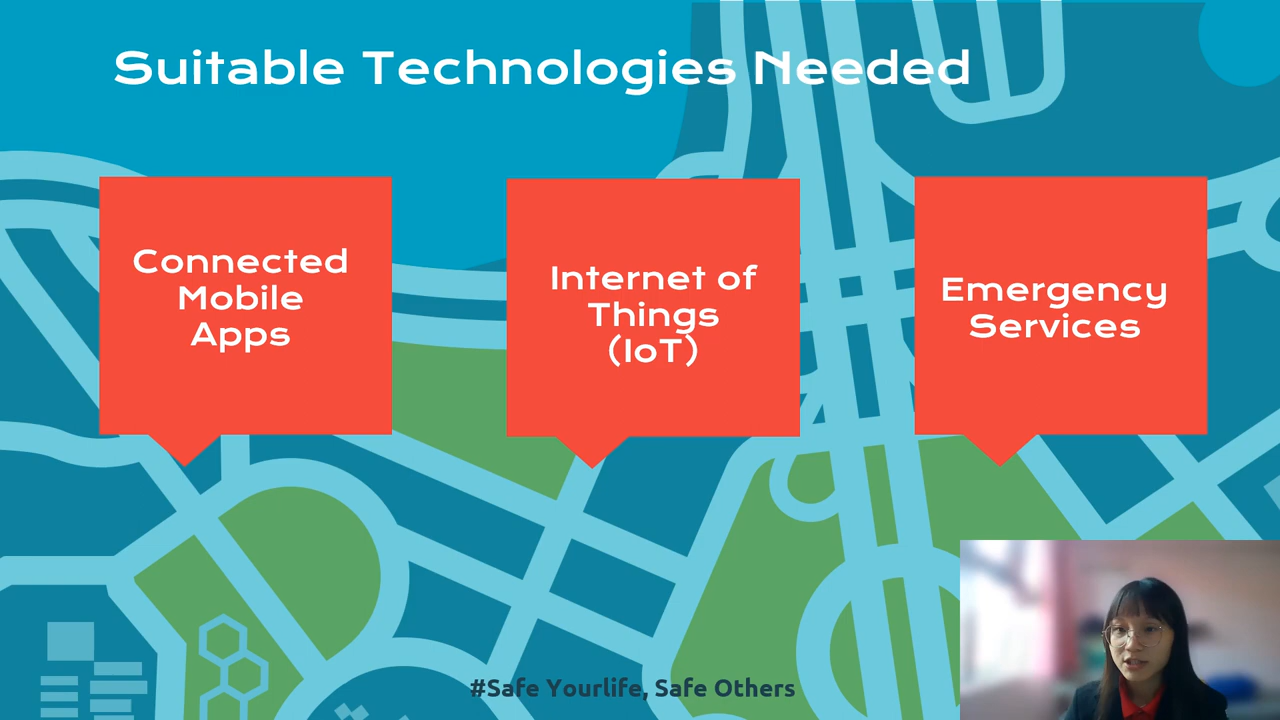 Suitable Technologies Needed
Connected
Mobile
Apps
Internet of
Things
(IoT)
Emergency
Services
#Safe Yourlife, Safe Others